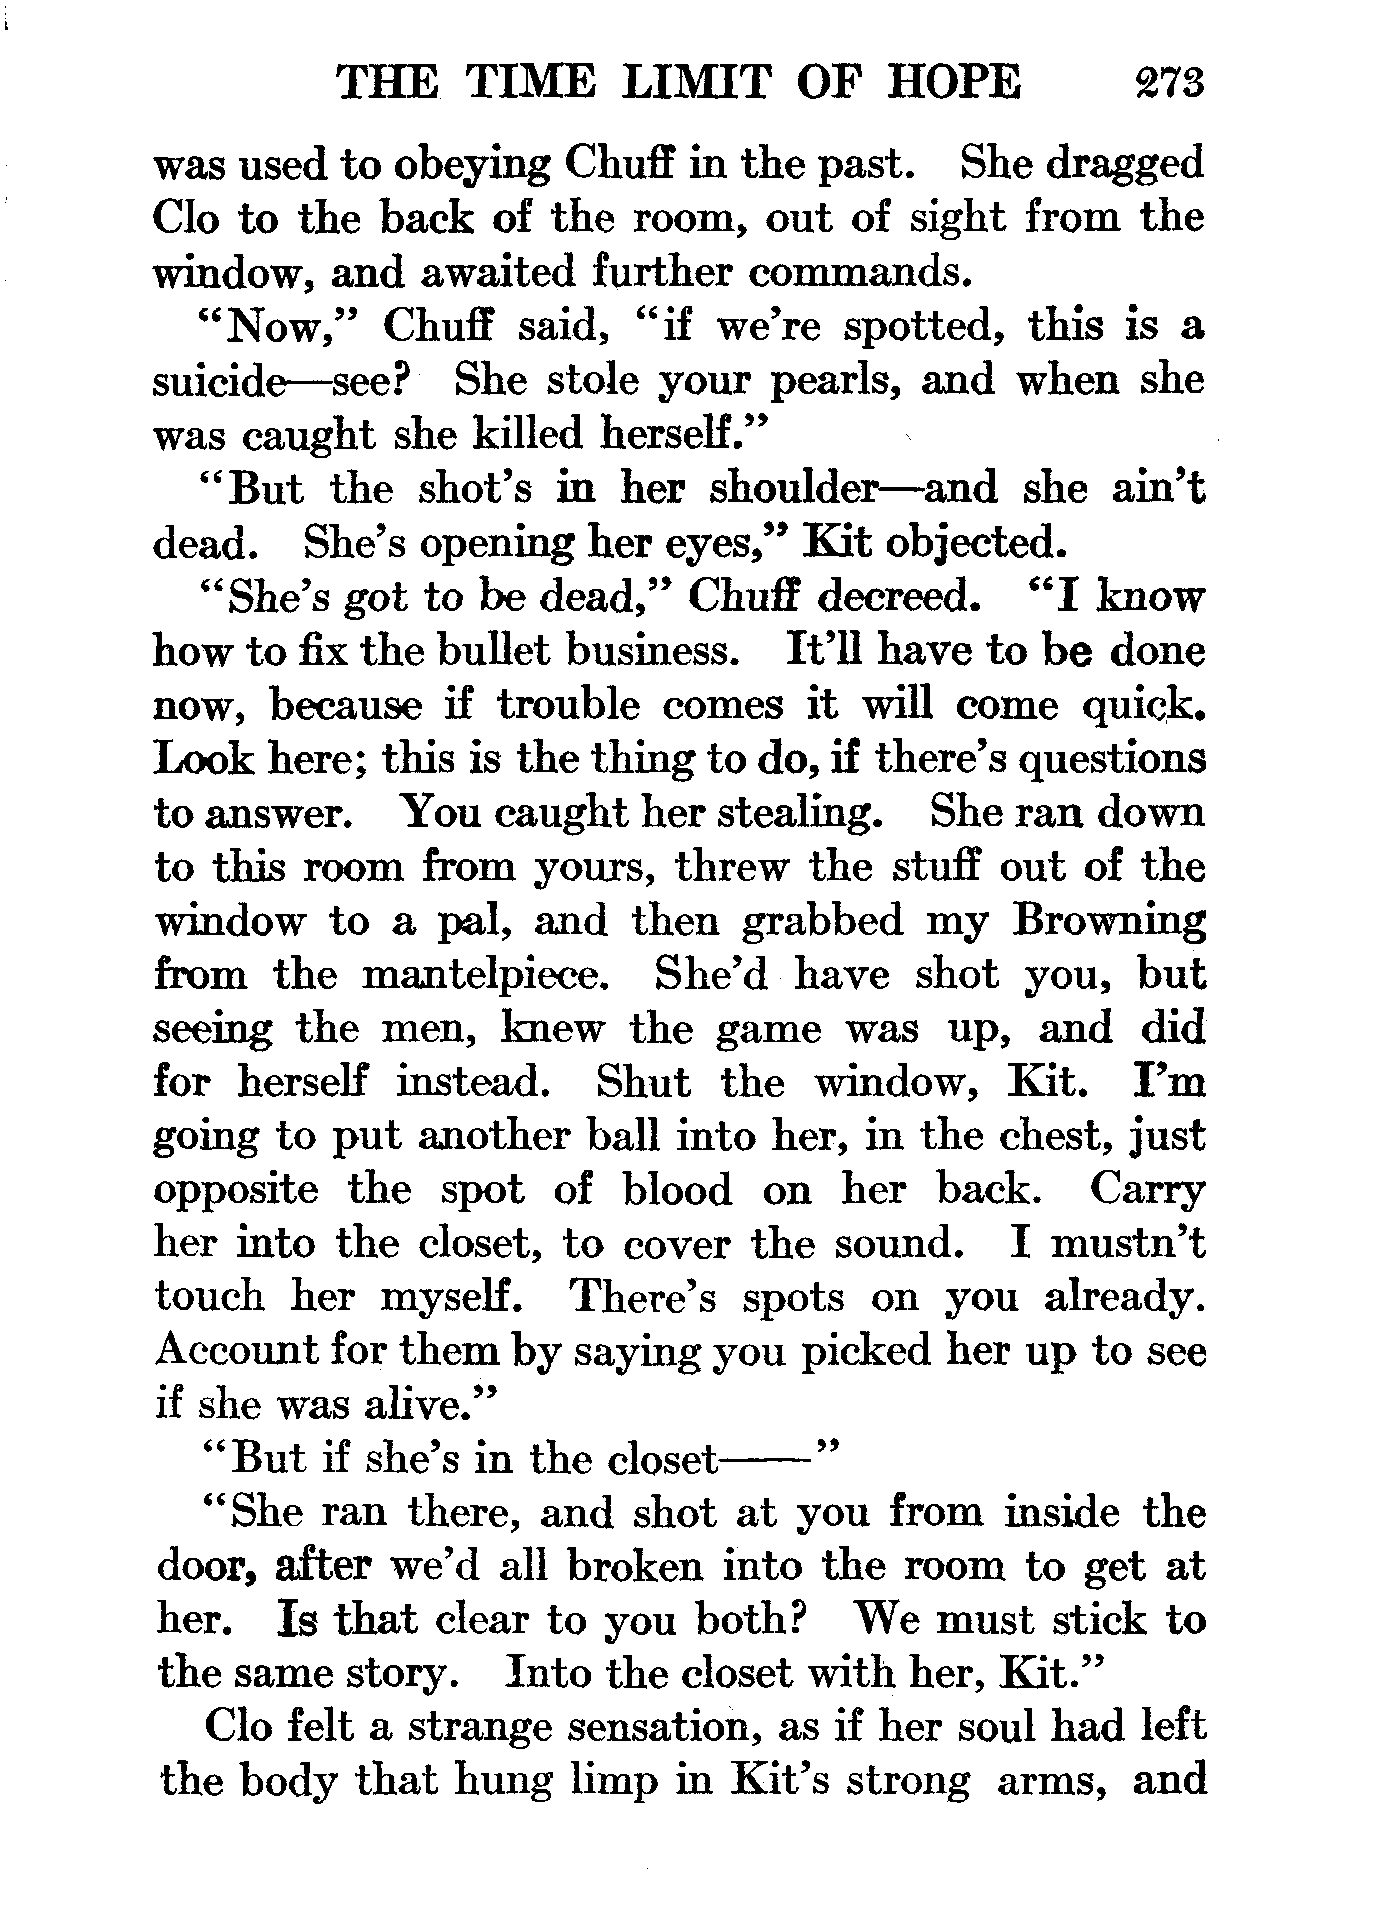 THE TIME LIMIT OF HOPE 273
was used to obeying Chuff in the past. She dragged
Clo to the back of the room, out of sight from the
window, and awaited further commands.
“Now,” Chuff said, “if we’re spotted, this is a
suicide—see? She stole your pearls, and when she
was caught she killed herself.”
“But the shot’s in her shoulder—and she ain’t
dead. She’s opening her eyes,” Kit objected.
“She’s got to be dead,” Chuff decreed. “I know
how to fix the bullet business. It’ll have to be done
now, because if trouble comes it will come quick.
Look here; this is the thing to do, if there’s questions
to answer. You caught her stealing. She ran down
to this room from yours, threw the stuff out of the
window to a pal, and then grabbed my Browning
from the mantelpiece. She’d have shot you, but
seeing the men, knew the game was up, and did
for herself instead. Shut the window, Kit. I’m
going to put another ball into her, in the chest, just
opposite the spot of blood on her back. Carry
her into the closet, to cover the sound. I mustn’t
touch her myself. There’s spots on you already.
Account for them by saying you picked her up to see
if she was alive.”
“But if she’s in the closet——”
“She ran there, and shot at you from inside the
door, after we’d all broken into the room to get at
her. Is that clear to you both? We must stick to
the same story. Into the closet with her, Kit.”
Clo felt a strange sensation, as if her soul had left
the body that hung limp in Kit’s strong arms, and